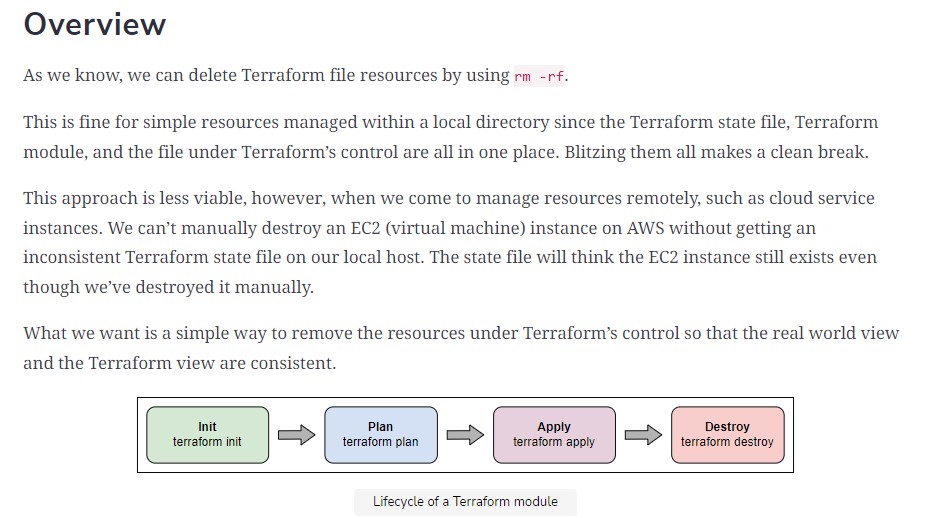 Overview
As we know, we can delete Terraform file resources by using rm -rf.
This is fine for simple resources managed within a local directory since the Terraform state file, Terraform
module, and the file under Terraform’s control are all in one place. Blitzing them all makes a clean break.
This approach is less viable, however, when we come to manage resources remotely, such as cloud service
instances. We can’t manually destroy an EC2 (virtual machine) instance on AWS without getting an
inconsistent Terraform state file on our local host. The state file will think the EC2 instance still exists even
though we’ve destroyed it manually.
What we want is a simple way to remove the resources under Terraform’s control so that the real world view
and the Terraform view are consistent.
Init
terraform init
Plan
terraform plan
Apply
terraform apply
Destroy
terraform destroy
Lifecycle of a Terraform module